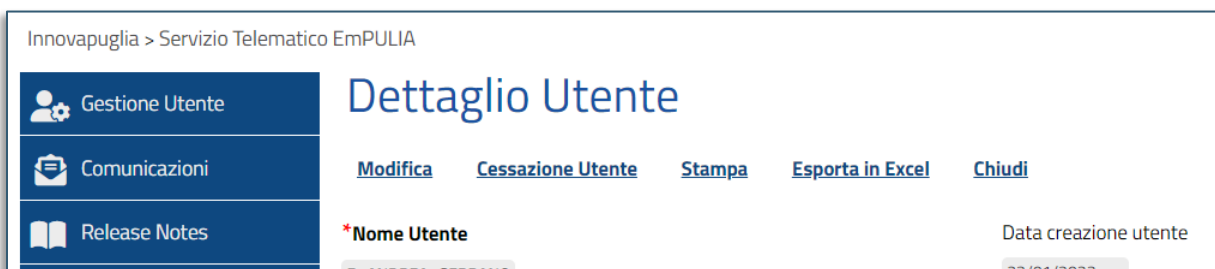 Innovapuglia > Servizio Telematico EmPULIA
Gestione Utente
Dettaglio Utente
Comunicazioni
Modifica Cessazione Utente Stampa Esporta in Excel Chiudi
Release Notes
*Nome Utente Data creazione utente